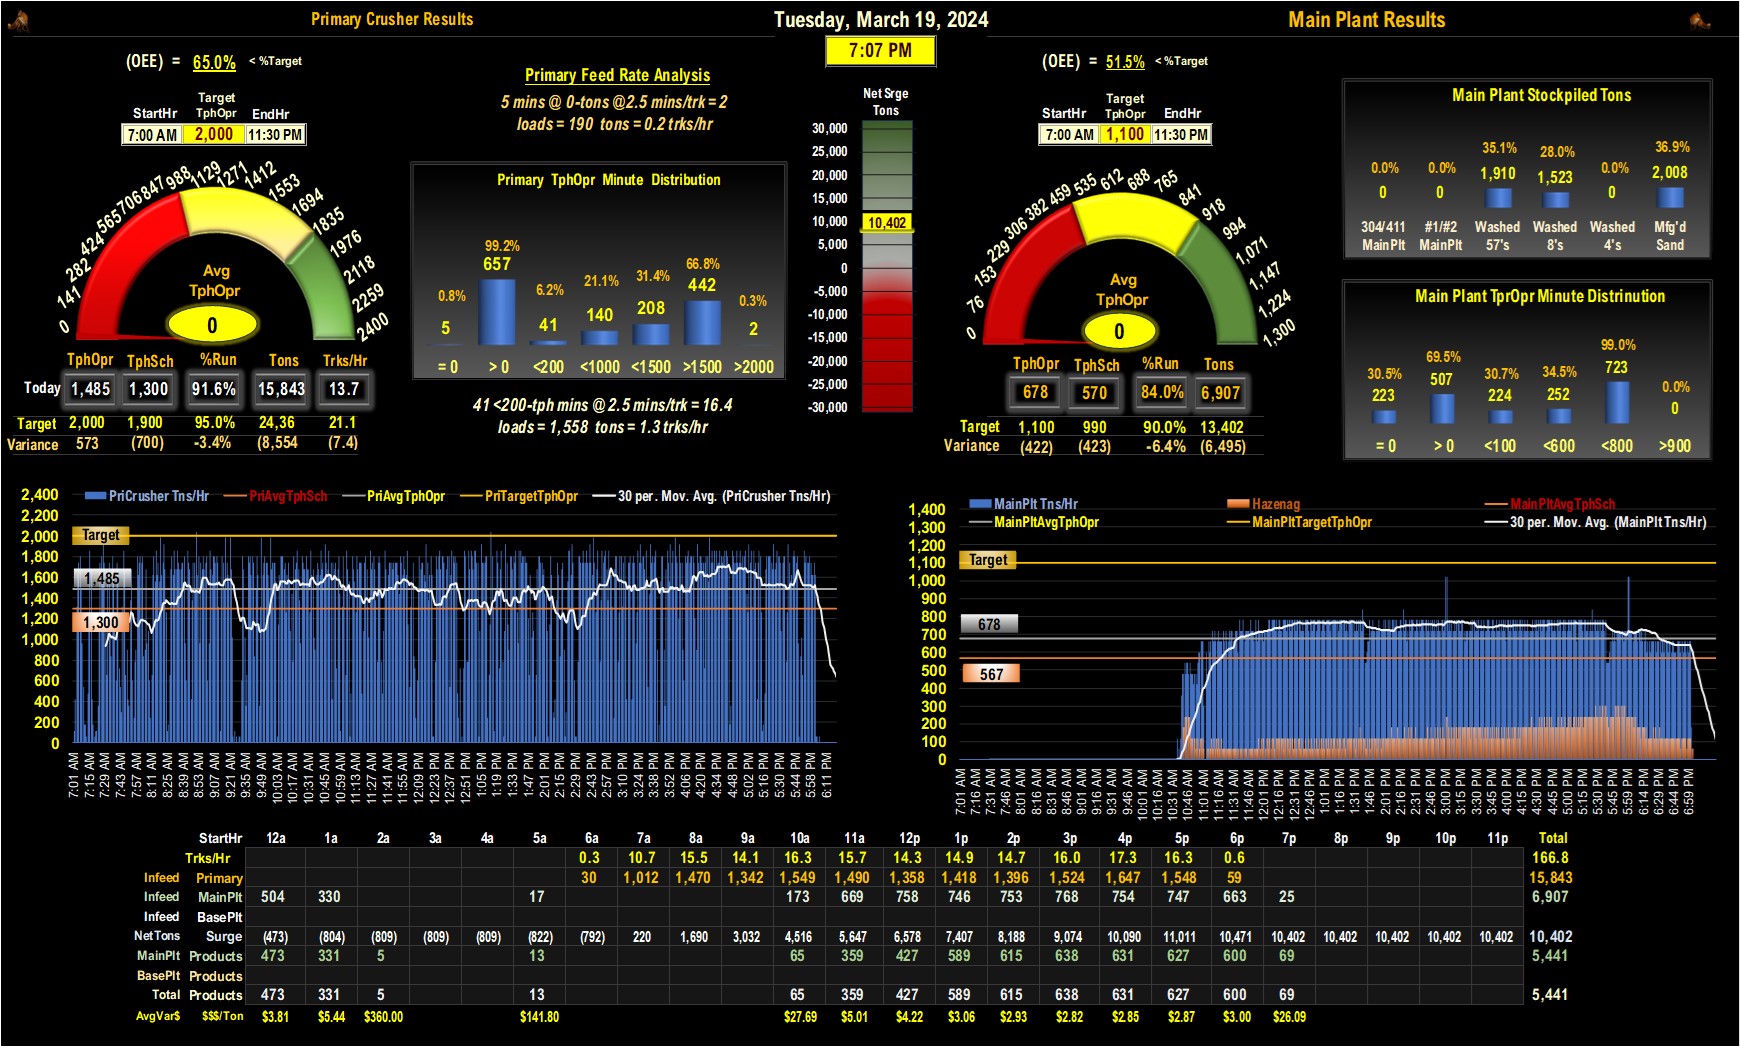 Primary Crusher Results
Tuesday, March 19, 2024
Main Plant Results
7:07 PM
(OEE) = 65.0% < %Target
StartHr Target TphOpr EndHr
7:00 AM 2,000 11:30 PM
0 141 282 424 565 706 847 988 1129 1271 1412 1553 1694 1835 1976 2118 2259 2400
Avg
TphOpr
0
TphOpr TphSch %Run Tons Trks/Hr
Today 1,485 1,300 91.6% 15,843 13.7
Target 2,000 1,900 95.0% 24,36 21.1
Variance 573 (700) -3.4% (8,554 (7.4)
Primary Feed Rate Analysis
5 mins @ 0-tons @2.5 mins/trk = 2
loads = 190 tons = 0.2 trks/hr
Primary TphOpr Minute Distribution
0.8% 99.2% 6.2% 21.1% 31.4% 66.8% 0.3%
5 657 41 140 208 442 2
= 0 > 0 <200 <1000 <1500 >1500 >2000
41 <200-tph mins @ 2.5 mins/trk = 16.4
loads = 1,558 tons = 1.3 trks/hr
Net Srge
Tons
30,000
25,000
20,000
15,000
10,000
10,402
5,000
0
-5,000
-10,000
-15,000
-20,000
-25,000
-30,000
(OEE) = 51.5% < %Target
StartHr Target TphOpr EndHr
7:00 AM 1,100 11:30 PM
0 76 153 229 306 382 459 535 612 688 765 841 918 994 1,071 1,147 1,224 1,300
Avg
TphOpr
0
TphOpr TphSch %Run Tons
678 570 84.0% 6,907
Target 1,100 990 90.0% 13,402
Variance (422) (423) -6.4% (6,495)
Main Plant Stockpiled Tons
0.0% 0.0% 35.1% 28.0% 0.0% 36.9%
0 0 1,910 1,523 0 2,008
304/411 #1/#2 Washed Washed Washed Mfg'd
MainPlt MainPlt 57's 8's 4's Sand
Main Plant TprOpr Minute Distrinution
30.5% 69.5% 30.7% 34.5% 99.0% 0.0%
223 507 224 252 723 0
= 0 > 0 <100 <600 <800 >900
PriCrusher Tns/Hr PriAvgTphSch PriAvgTphOpr PriTargetTphOpr 30 per. Mov. Avg. (PriCrusher Tns/Hr)
2,400
2,200
2,000
1,800
1,600
1,400
1,200
1,000
800
600
400
200
0
Target
1,485
1,300
7:01 AM 7:15 AM 7:29 AM 7:43 AM 7:57 AM 8:11 AM 8:25 AM 8:39 AM 8:53 AM 9:07 AM 9:21 AM 9:35 AM 9:49 AM 10:03 AM 10:17 AM 10:31 AM 10:45 AM 10:59 AM 11:13 AM 11:27 AM 11:41 AM 11:55 AM 12:09 PM 12:23 PM 12:37 PM 12:51 PM 1:05 PM 1:19 PM 1:33 PM 1:47 PM 2:01 PM 2:15 PM 2:29 PM 2:43 PM 2:57 PM 3:10 PM 3:24 PM 3:38 PM 3:52 PM 4:06 PM 4:20 PM 4:34 PM 4:48 PM 5:02 PM 5:16 PM 5:30 PM 5:44 PM 5:58 PM 6:11 PM
MainPlt Tns/Hr Hazenag MainPltAvgTphSch
MainPltAvgTphOpr MainPltTargetTphOpr 30 per. Mov. Avg. (MainPlt Tns/Hr)
1,400
1,300
1,200
1,100
1,000
900
800
700
600
500
400
300
200
100
0
Target
678
567
7:01 AM 7:16 AM 7:31 AM 7:46 AM 8:01 AM 8:16 AM 8:31 AM 8:46 AM 9:01 AM 9:16 AM 9:31 AM 9:46 AM 10:01 AM 10:16 AM 10:31 AM 10:46 AM 11:01 AM 11:16 AM 11:31 AM 11:46 AM 12:01 PM 12:16 PM 12:31 PM 12:46 PM 1:01 PM 1:16 PM 1:31 PM 1:46 PM 2:01 PM 2:16 PM 2:31 PM 2:45 PM 3:00 PM 3:15 PM 3:30 PM 3:45 PM 4:00 PM 4:15 PM 4:30 PM 4:45 PM 5:00 PM 5:15 PM 5:30 PM 5:59 PM 6:14 PM 6:29 PM 6:44 PM 6:59 PM
StartHr 12a 1a 2a 3a 4a 5a 6a 7a 8a 9a 10a 11a 12p 1p 2p 3p 4p 5p 6p 7p 8p 9p 10p 11p Total
Trks/Hr 0.3 10.7 15.5 14.1 16.3 15.7 14.3 14.9 14.7 16.0 17.3 16.3 0.6 166.8
Infeed Primary 30 1,012 1,470 1,342 1,549 1,490 1,358 1,418 1,396 1,524 1,647 1,548 59 15,843
Infeed MainPlt 504 330 17 173 669 758 746 753 768 754 747 663 25 6,907
Infeed BasePlt
NetTons Surge (473) (804) (809) (809) (809) (822) (792) 220 1,690 3,032 4,516 5,647 6,578 7,407 8,188 9,074 10,090 11,011 10,471 10,402 10,402 10,402 10,402 10,402 10,402
MainPlt Products 473 331 5 13 65 359 427 589 615 638 631 627 600 69 5,441
BasePlt Products
Total Products 473 331 5 13 65 359 427 589 615 638 631 627 600 69 5,441
AvgVar$ $$$/Ton $3.81 $5.44 $360.00 $141.80 $27.69 $5.01 $4.22 $3.06 $2.93 $2.82 $2.85 $2.87 $3.00 $26.09